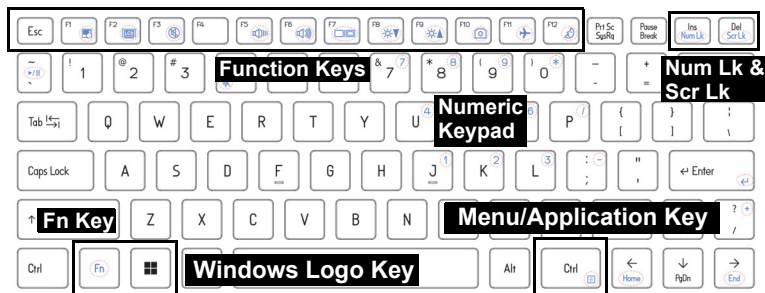 Esc F1 F2 F3 F4 F5 F6 F7 F8 F9 F10 F11 F12 Prt Sc SysRq Pause Break Ins Num Lk Del Scr Lk
~ ` ! 1 @ 2 # 3 Function Keys & 7 7 * 8 8 ( 9 9 ) 0 * _ - + = Num Lk & Scr Lk
Tab Q W E R T Y U 4 Numeric Keypad 6 P / { [ } ] ¦ \
Caps Lock A S D F G H J 1 K 2 L 3 : ; - " ' Enter
Fn Key Z X C V B N Menu/Application Key ? / +
Ctrl Fn Windows Logo Key Alt Ctrl Home PgDn End